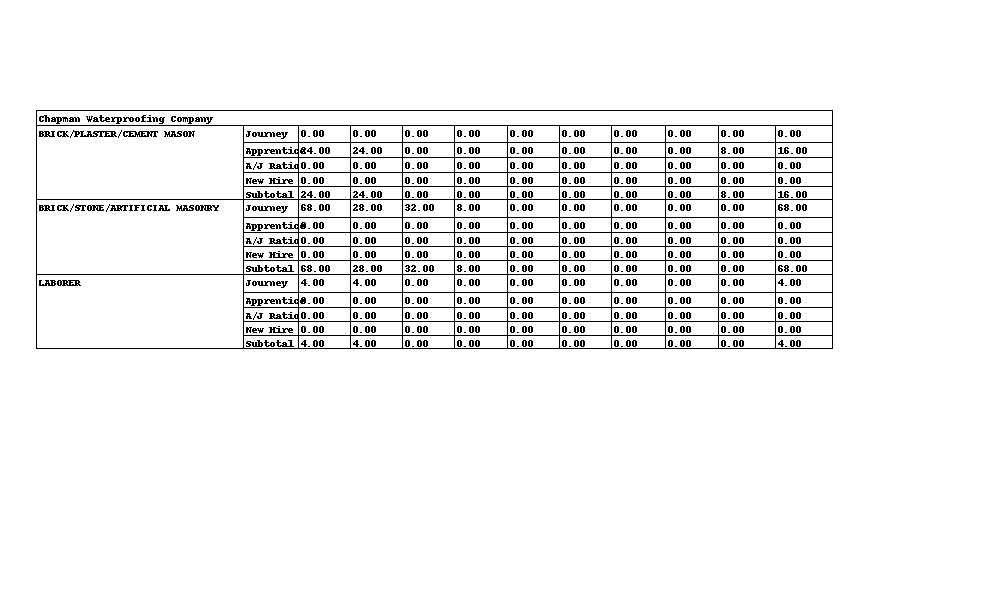 Chapman Waterproofing Company
BRICK/PLASTER/CEMENT MASON Journey 0.00 0.00 0.00 0.00 0.00 0.00 0.00 0.00 0.00 0.00
Apprentice 24.00 24.00 0.00 0.00 0.00 0.00 0.00 0.00 8.00 16.00
A/J Ratio 0.00 0.00 0.00 0.00 0.00 0.00 0.00 0.00 0.00 0.00
New Hire 0.00 0.00 0.00 0.00 0.00 0.00 0.00 0.00 0.00 0.00
Subtotal 24.00 24.00 0.00 0.00 0.00 0.00 0.00 0.00 8.00 16.00
BRICK/STONE/ARTIFICIAL MASONRY Journey 68.00 28.00 32.00 8.00 0.00 0.00 0.00 0.00 0.00 68.00
Apprentice 0.00 0.00 0.00 0.00 0.00 0.00 0.00 0.00 0.00 0.00
A/J Ratio 0.00 0.00 0.00 0.00 0.00 0.00 0.00 0.00 0.00 0.00
New Hire 0.00 0.00 0.00 0.00 0.00 0.00 0.00 0.00 0.00 0.00
Subtotal 68.00 28.00 32.00 8.00 0.00 0.00 0.00 0.00 0.00 68.00
LABORER Journey 4.00 4.00 0.00 0.00 0.00 0.00 0.00 0.00 0.00 4.00
Apprentice 0.00 0.00 0.00 0.00 0.00 0.00 0.00 0.00 0.00 0.00
A/J Ratio 0.00 0.00 0.00 0.00 0.00 0.00 0.00 0.00 0.00 0.00
New Hire 0.00 0.00 0.00 0.00 0.00 0.00 0.00 0.00 0.00 0.00
Subtotal 4.00 4.00 0.00 0.00 0.00 0.00 0.00 0.00 0.00 4.00